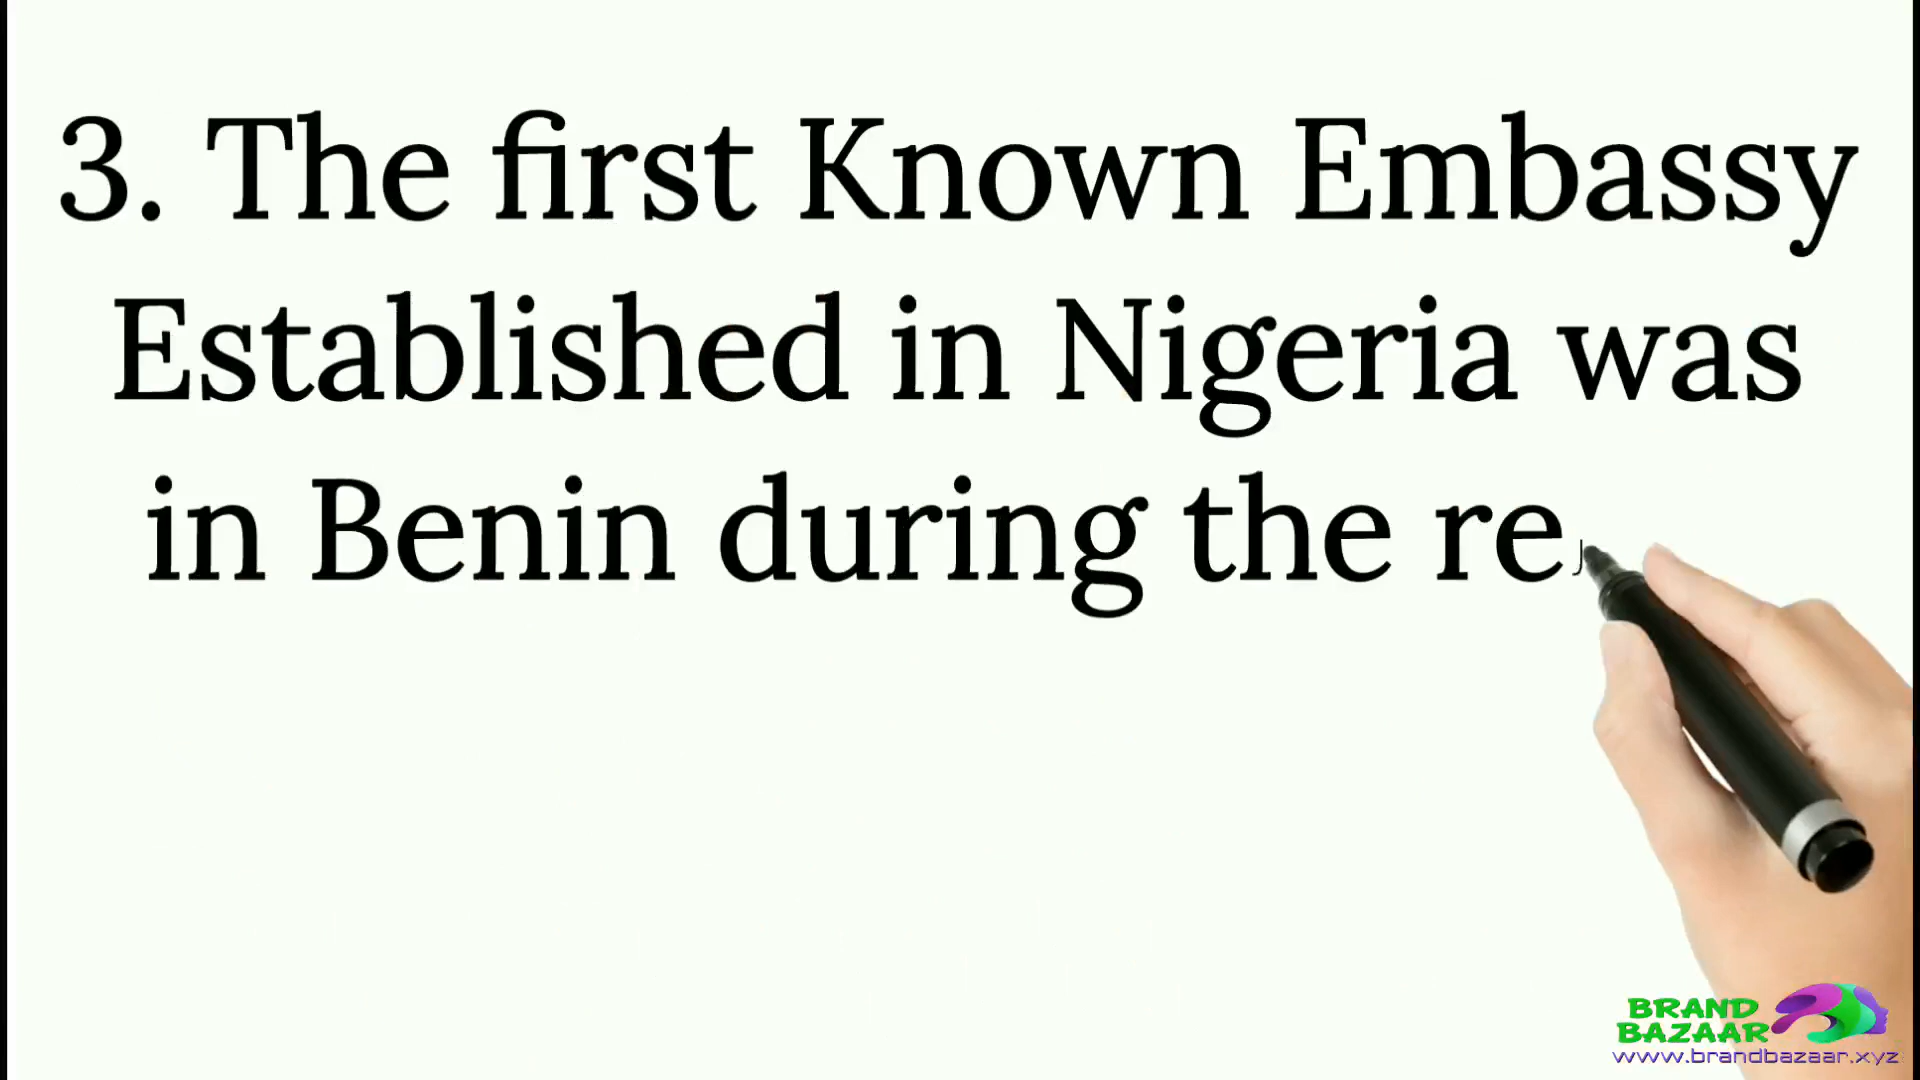 3. The first Known Embassy
Established in Nigeria was
in Benin during the re
BRAND
BAZAAR
www.brandbazaar.xyz